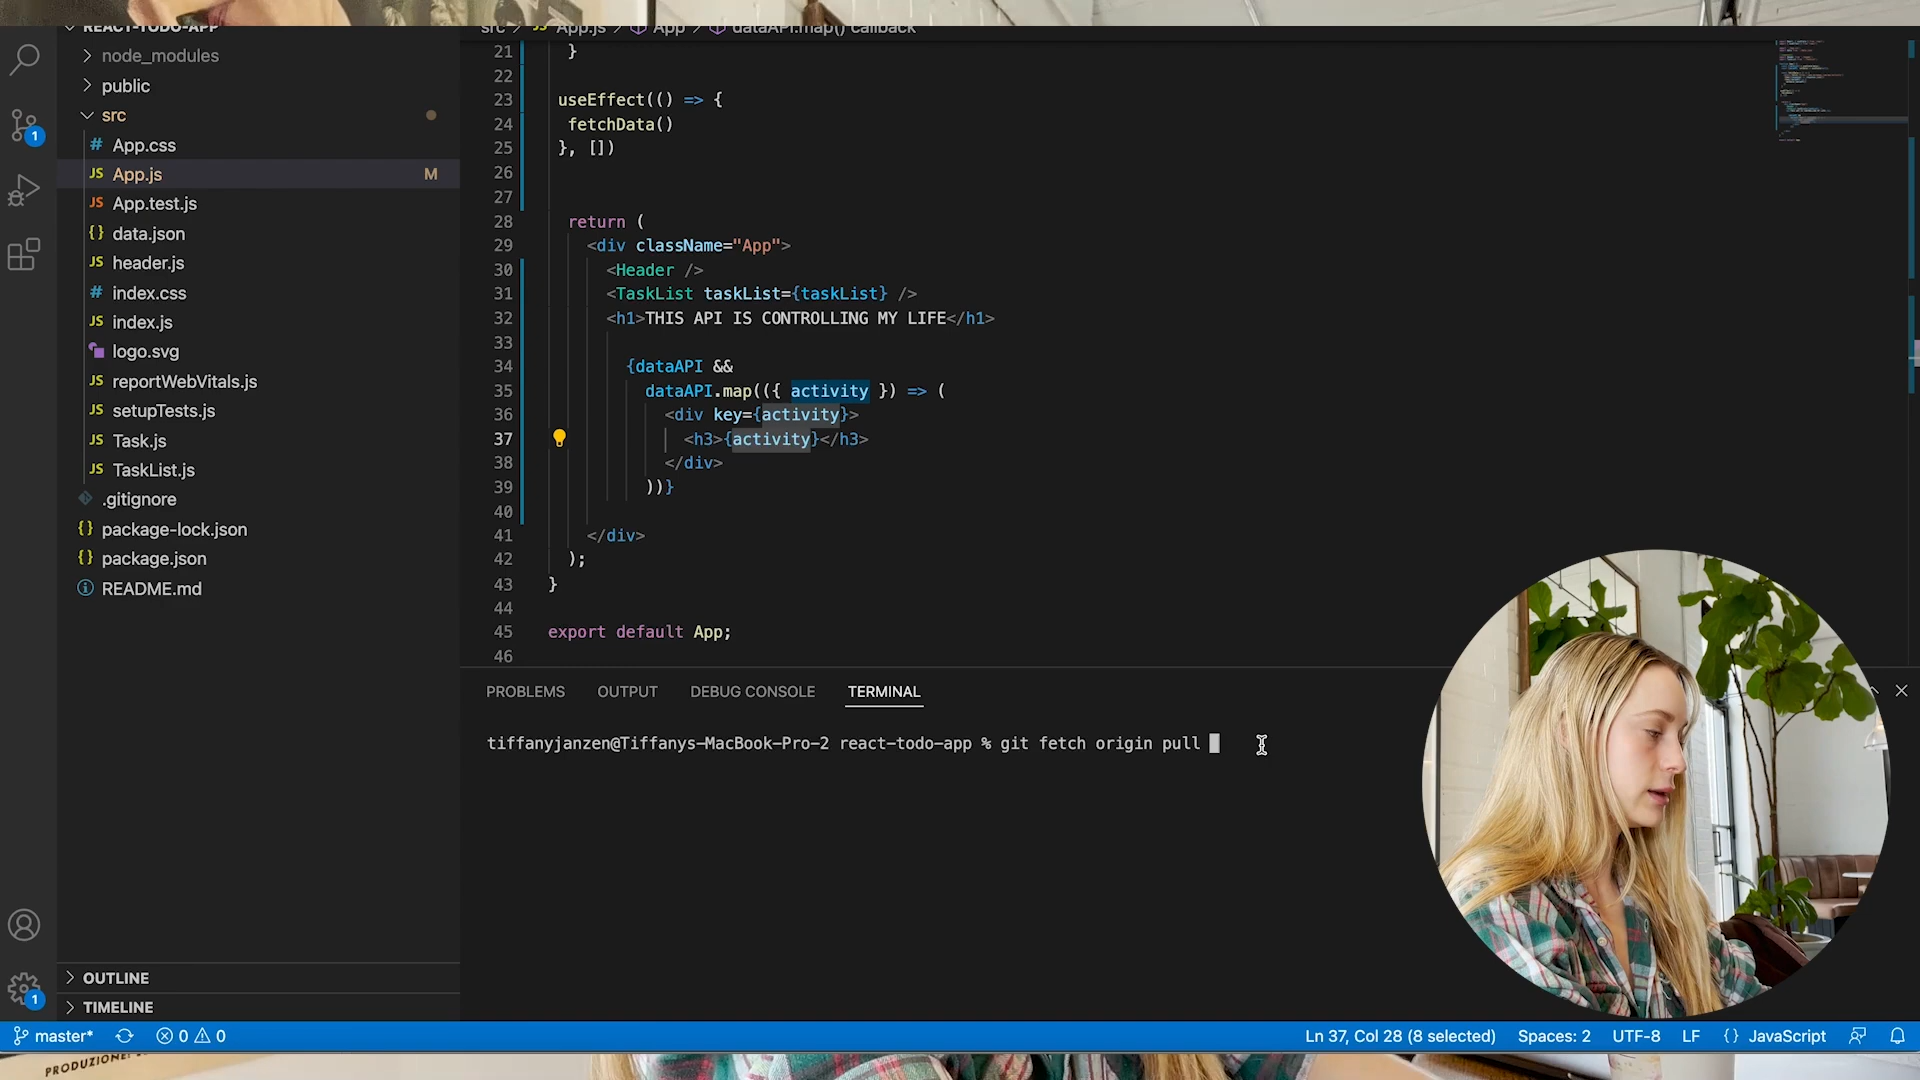 REACT-TODO-APP
node_modules
public
src
App.css
App.js M
App.test.js
data.json
header.js
index.css
index.js
logo.svg
reportWebVitals.js
setupTests.js
Task.js
TaskList.js
.gitignore
package-lock.json
package.json
README.md
OUTLINE
TIMELINE
1
1
src > JS App.js > App > dataAPI.map() callback
21 }
22
23 useEffect(() => {
24 fetchData()
25 }, [])
26
27
28 return (
29 <div className="App">
30 <Header />
31 <TaskList taskList={taskList} />
32 <h1>THIS API IS CONTROLLING MY LIFE</h1>
33
34 {dataAPI &&
35 dataAPI.map(({ activity }) => (
36 <div key={activity}>
37 <h3>{activity}</h3>
38 </div>
39 ))}
40
41 </div>
42 );
43 }
44
45 export default App;
46
PROBLEMS OUTPUT DEBUG CONSOLE TERMINAL
tiffanyjanzen@Tiffanys-MacBook-Pro-2 react-todo-app % git fetch origin pull
master* 0 0 Ln 37, Col 28 (8 selected) Spaces: 2 UTF-8 LF {} JavaScript